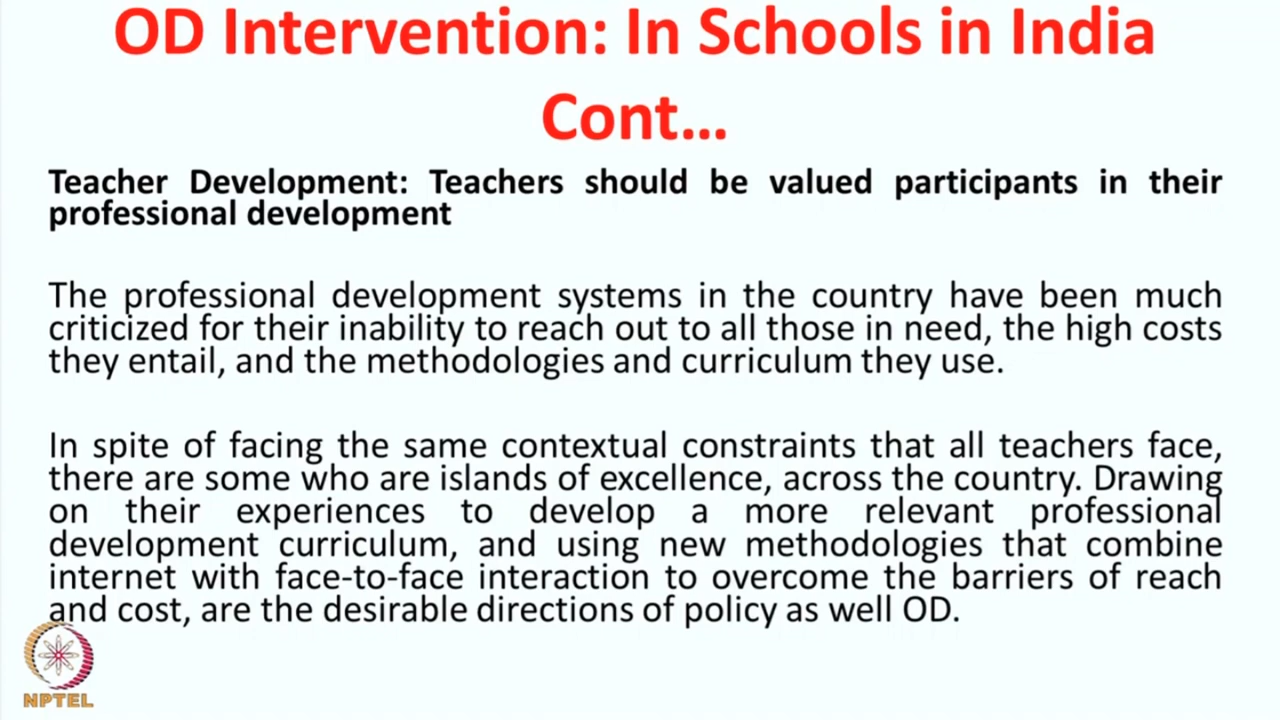 OD Intervention: In Schools in India
Cont...
Teacher Development: Teachers should be valued participants in their
professional development
The professional development systems in the country have been much
criticized for their inability to reach out to all those in need, the high costs
they entail, and the methodologies and curriculum they use.
In spite of facing the same contextual constraints that all teachers face,
there are some who are islands of excellence, across the country. Drawing
on their experiences to develop a more relevant professional
development curriculum, and using new methodologies that combine
internet with face-to-face interaction to overcome the barriers of reach
and cost, are the desirable directions of policy as well OD.
NPTEL